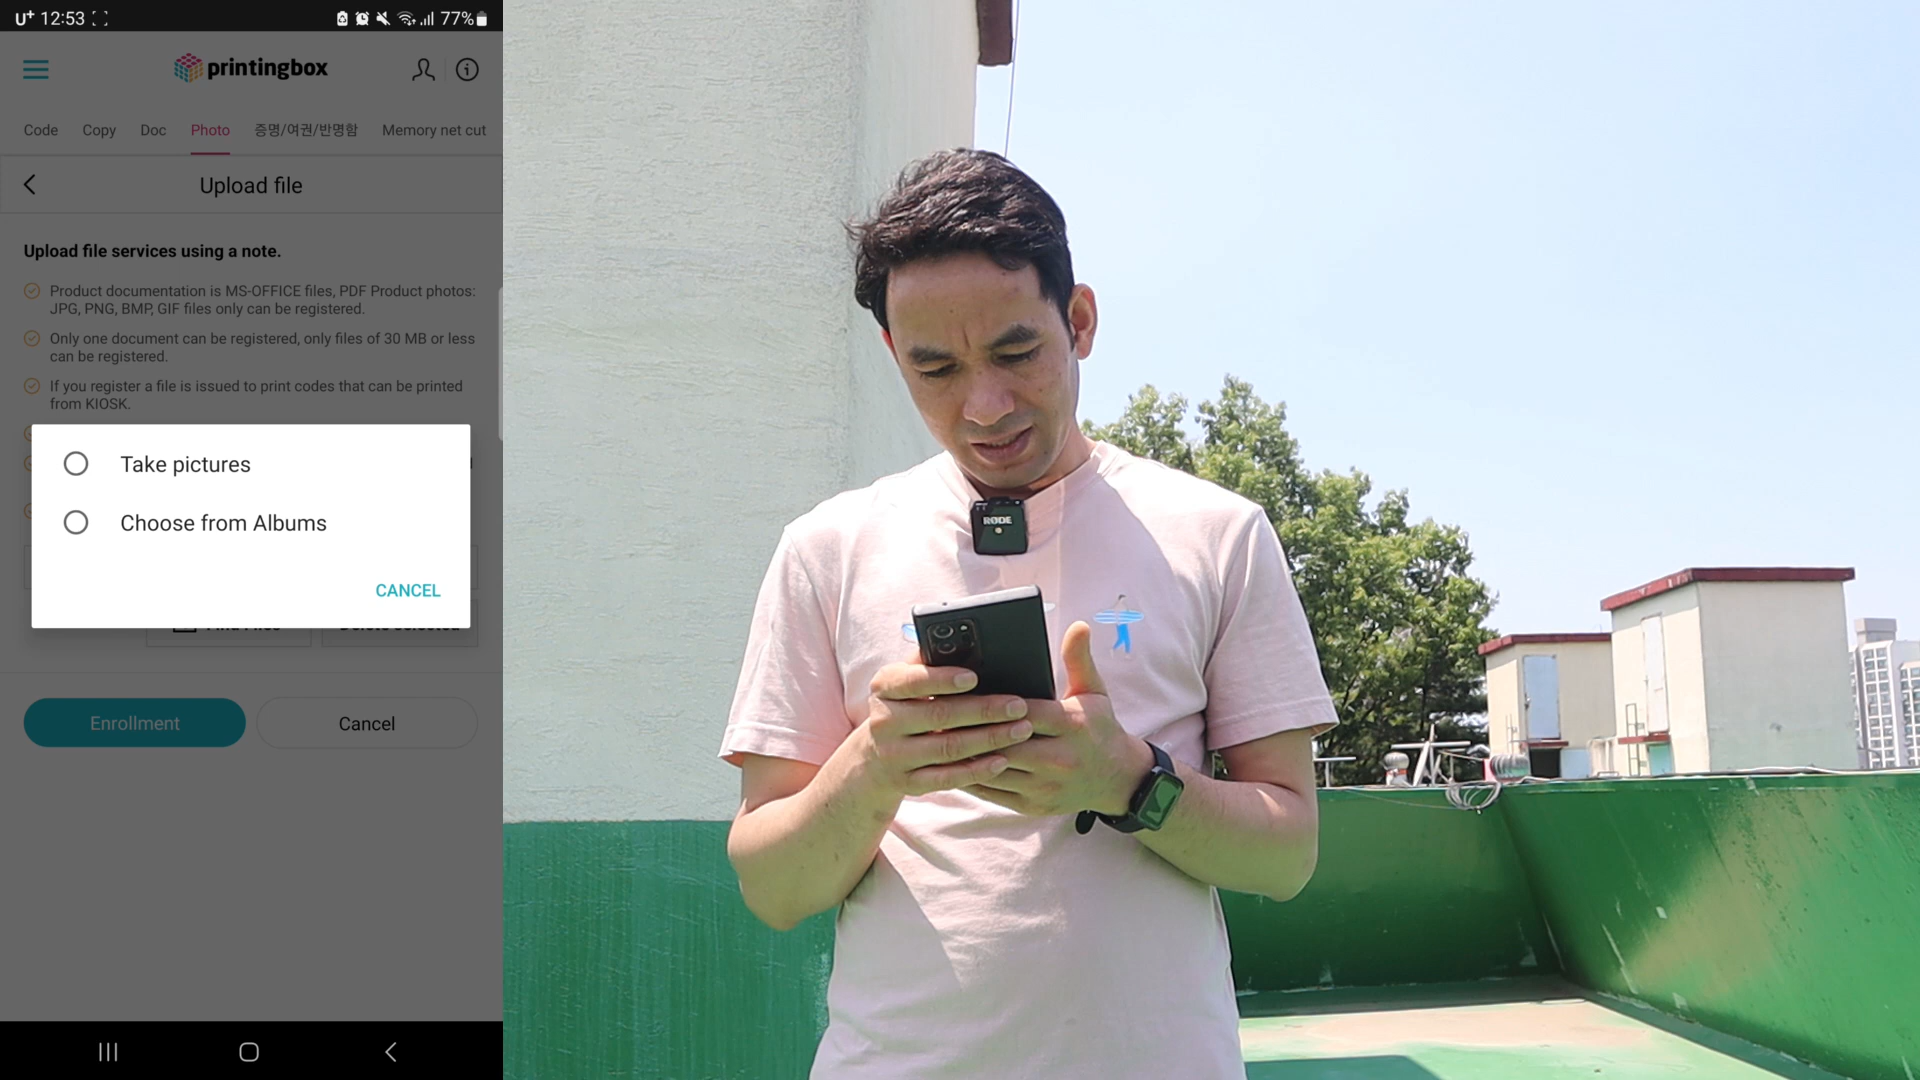 U+ 12:53 77%
printingbox
Code Copy Doc Photo 증명/여권/반명함 Memory net cut
Upload file
Upload file services using a note.
Product documentation is MS-OFFICE files, PDF Product photos:
JPG, PNG, BMP, GIF files only can be registered.
Only one document can be registered, only files of 30 MB or less
can be registered.
If you register a file is issued to print codes that can be printed
from KIOSK.
Take pictures
Choose from Albums
CANCEL
Find Files Delete selected
Enrollment Cancel
RØDE